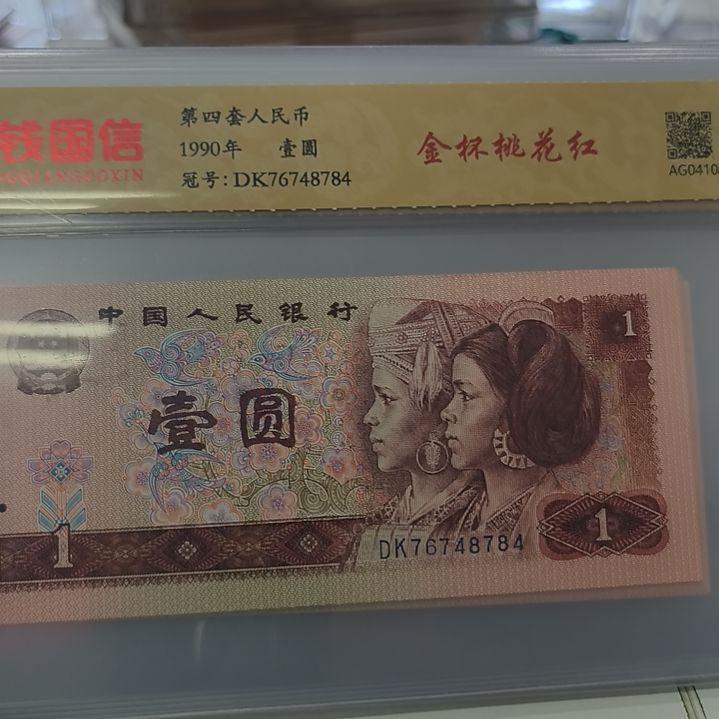 钱国信
GQIANGUOXIN
第四套人民币
1990年 壹圆
冠号:DK76748784
金杯桃花红
AG0410
中国人民银行
1
壹圆
1
1
DK76748784